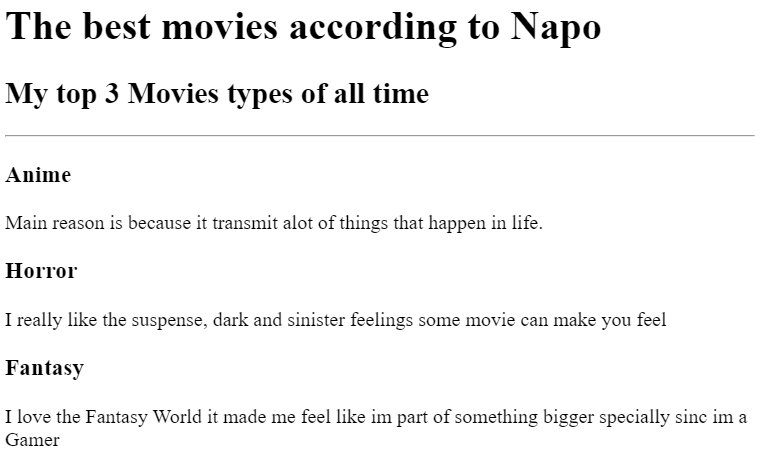 The best movies according to Napo
My top 3 Movies types of all time
Anime
Main reason is because it transmit alot of things that happen in life.
Horror
I really like the suspense, dark and sinister feelings some movie can make you feel
Fantasy
I love the Fantasy World it made me feel like im part of something bigger specially sinc im a
Gamer